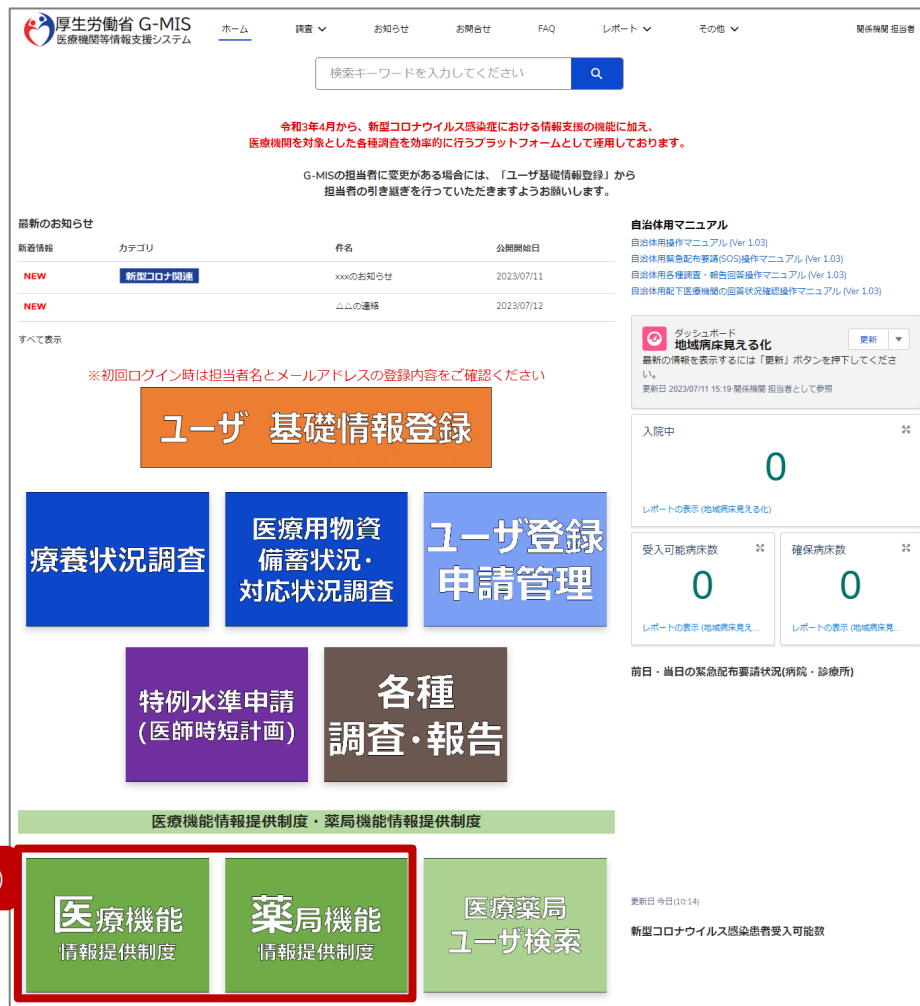 厚生労働省 G-MIS
医療機関等情報支援システム
ホーム 調査 お知らせ お問合せ FAQ レポート その他 関係機関 担当者
検索キーワードを入力してください
令和3年4月から、新型コロナウイルス感染症における情報支援の機能に加え、
医療機関を対象とした各種調査を効率的に行うプラットフォームとして運用しております。
G-MISの担当者に変更がある場合には、「ユーザ基礎情報登録」から
担当者の引き継ぎを行っていただきますようお願いします。
最新のお知らせ
新着情報 カテゴリ 件名 公開開始日
NEW 新型コロナ関連 xxxのお知らせ 2023/07/11
NEW △△の連絡 2023/07/12
すべて表示
※初回ログイン時は担当者名とメールアドレスの登録内容をご確認ください
ユーザ 基礎情報登録
療養状況調査
医療用物資
備蓄状況・
対応状況調査
ユーザ登録
申請管理
特例水準申請
(医師時短計画)
各種
調査・報告
医療機能情報提供制度・薬局機能情報提供制度
医療機能
情報提供制度
薬局機能
情報提供制度
医療薬局
ユーザ検索
自治体用マニュアル
自治体用操作マニュアル (Ver 1.03)
自治体用緊急配布要請(SOS)操作マニュアル (Ver 1.03)
自治体用各種調査・報告回答操作マニュアル (Ver 1.03)
自治体用配下医療機関の回答状況確認操作マニュアル (Ver 1.03)
ダッシュボード
地域病床見える化
更新
最新の情報を表示するには「更新」ボタンを押下してくださ
い。
更新日 2023/07/11 15:19·関係機関 担当者として参照
入院中
0
レポートの表示 (地域病床見える化)
受入可能病床数
0
レポートの表示 (地域病床見え...
確保病床数
0
レポートの表示 (地域病床見...
前日・当日の緊急配布要請状況(病院・診療所)
更新日 今日(10:14)
新型コロナウイルス感染患者受入可能数